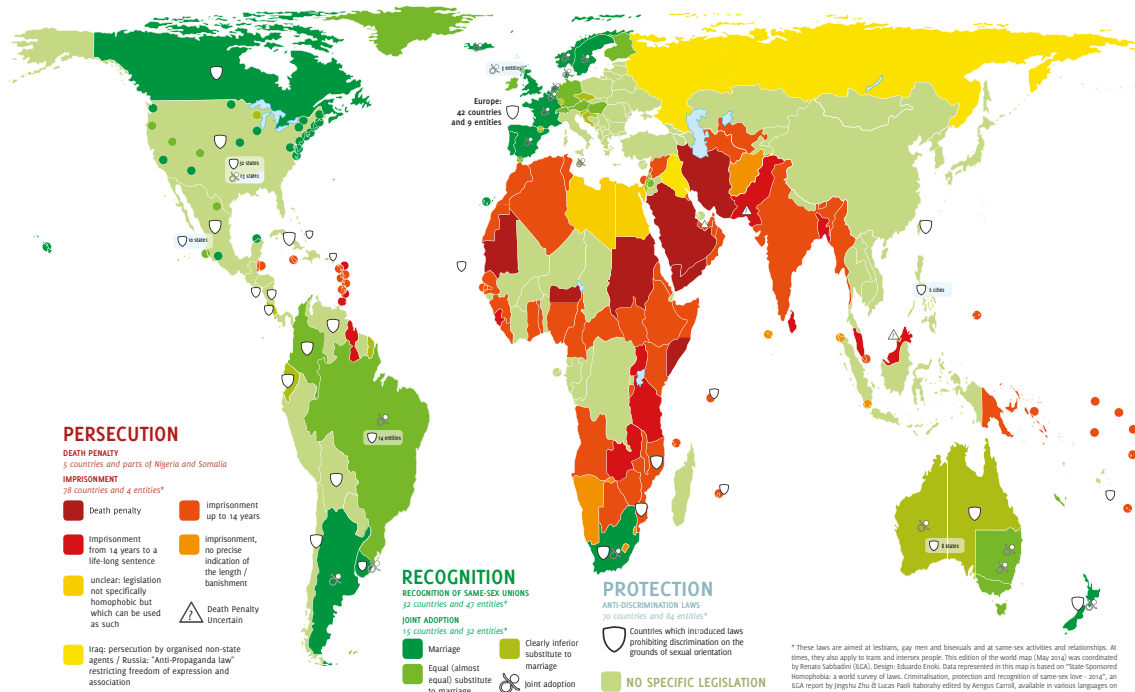 5 entities
Europe:
42 countries
and 9 entities
32 states
23 states
10 states
5 cities
14 entities
8 states
PERSECUTION
DEATH PENALTY
5 countries and parts of Nigeria and Somalia
IMPRISONMENT
78 countries and 4 entities*
Death penalty
imprisonment
up to 14 years
Imprisonment
from 14 years to a
life-long sentence
imprisonment,
no precise
indication of
the length /
banishment
unclear: legislation
not specifically
homophobic but
which can be used
as such
?
Death Penalty
Uncertain
Iraq: persecution by organised non-state
agents / Russia: "Anti-Propaganda law"
restricting freedom of expression and
association
RECOGNITION
RECOGNITION OF SAME-SEX UNIONS
32 countries and 47 entities*
JOINT ADOPTION
15 countries and 32 entities*
Marriage
Equal (almost
equal) substitute
to marriage
Clearly inferior
substitute to
marriage
Joint adoption
PROTECTION
ANTI-DISCRIMINATION LAWS
70 countries and 84 entities*
Countries which introduced laws
prohibiting discrimination on the
grounds of sexual orientation
NO SPECIFIC LEGISLATION
* These laws are aimed at lesbians, gay men and bisexuals and at same-sex activities and relationships. At
times, they also apply to trans and intersex people. This edition of the world map (May 2014) was coordinated
by Renato Sabbadini (ILGA). Design: Eduardo Enoki. Data represented in this map is based on "State-Sponsored
Homophobia: a world survey of laws. Criminalisation, protection and recognition of same-sex love - 2014", an
ILGA report by Jingshu Zhu & Lucas Paoli Itaborahy edited by Aengus Carroll, available in various languages on